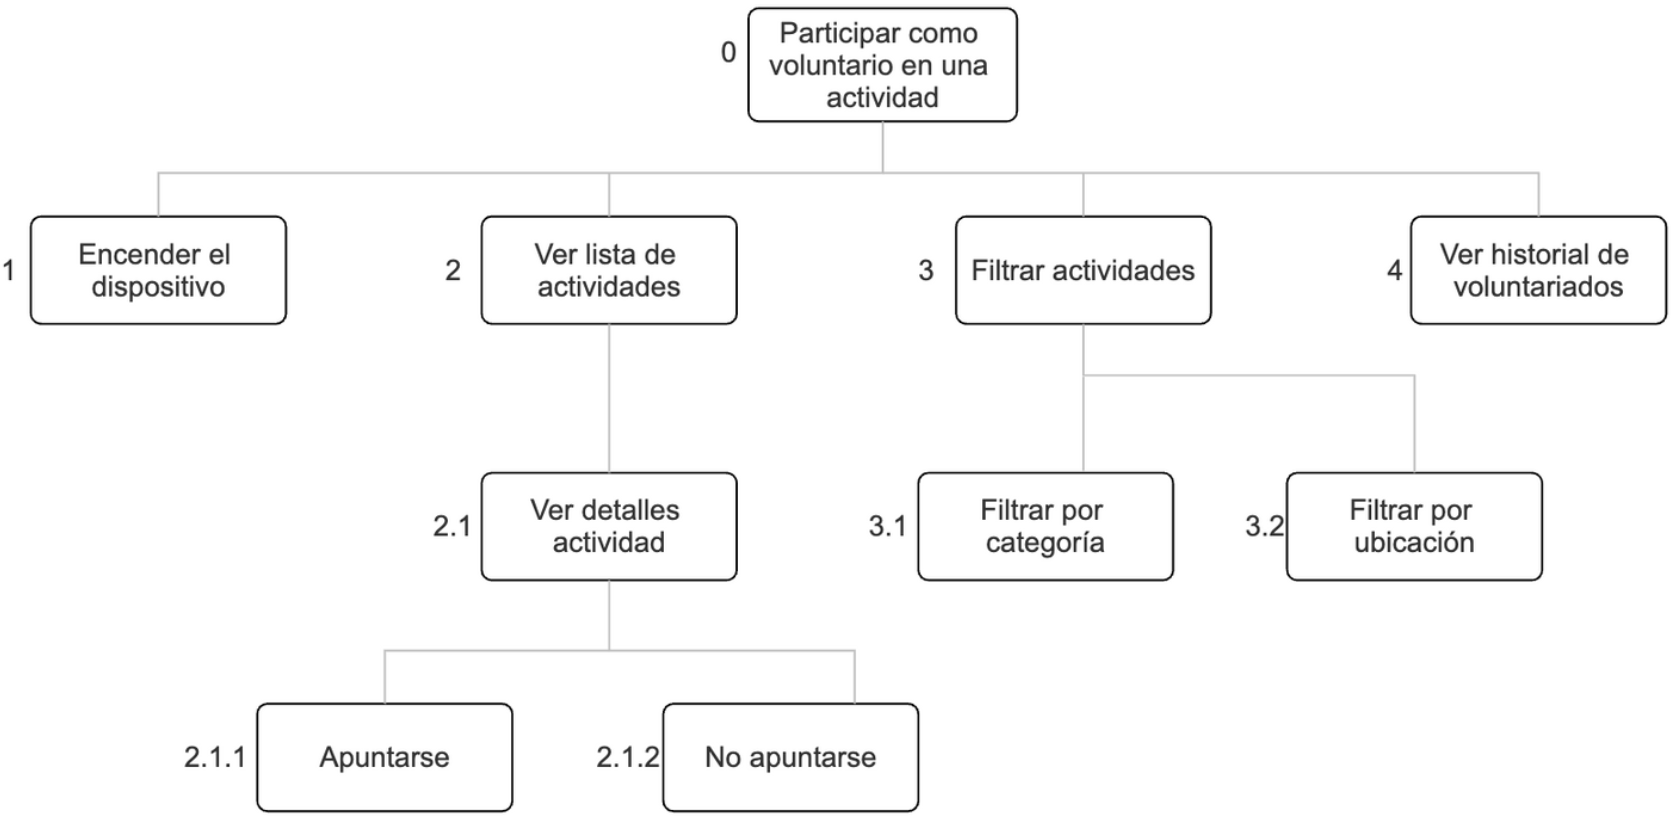 0
Participar como
voluntario en una
actividad
1
Encender el
dispositivo
2
Ver lista de
actividades
3
Filtrar actividades
4
Ver historial de
voluntariados
2.1
Ver detalles
actividad
3.1
Filtrar por
categoría
3.2
Filtrar por
ubicación
2.1.1
Apuntarse
2.1.2
No apuntarse